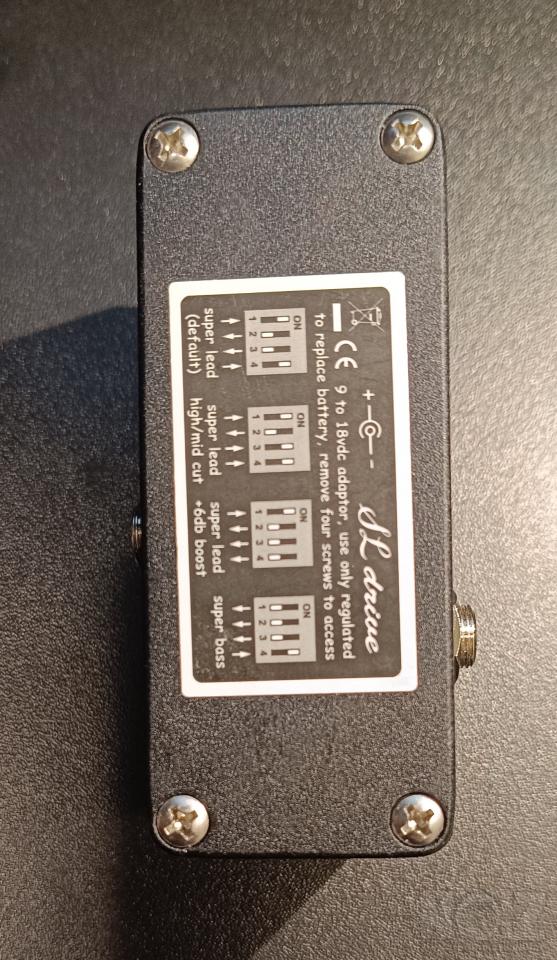 SL drive
+ -
CE 9 to 18vdc adaptor, use only regulated
to replace battery, remove four screws to access
ON
1 2 3 4
super lead
(default)
ON
1 2 3 4
super lead
high/mid cut
ON
1 2 3 4
super lead
+6db boost
ON
1 2 3 4
super bass